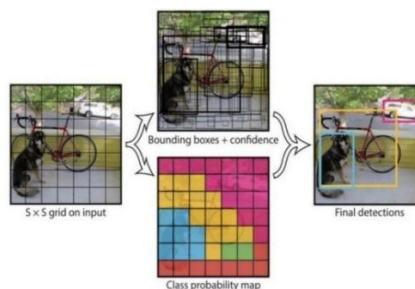 Bounding boxes + confidence
S × S grid on input
Final detections
Class probability map